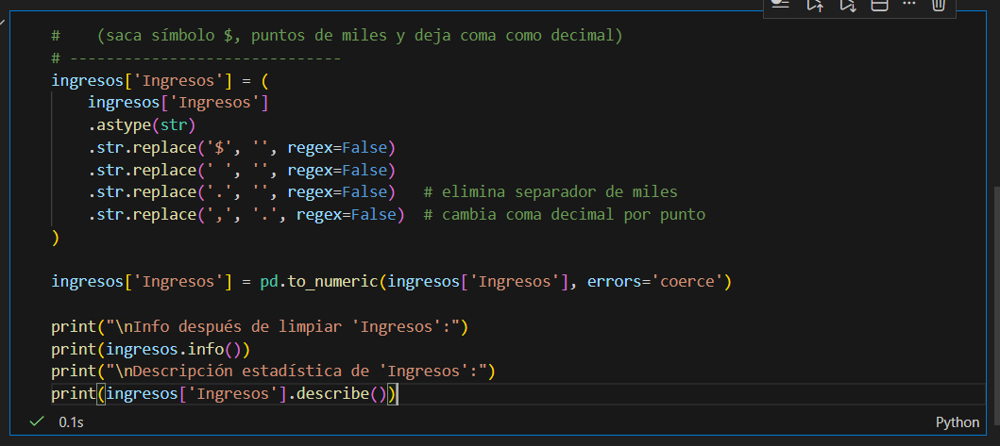 #    (saca símbolo $, puntos de miles y deja coma como decimal)
# ------------------------------
ingresos['Ingresos'] = (
    ingresos['Ingresos']
    .astype(str)
    .str.replace('$', '', regex=False)
    .str.replace(' ', '', regex=False)
    .str.replace('.', '', regex=False)   # elimina separador de miles
    .str.replace(',', '.', regex=False)  # cambia coma decimal por punto
)
ingresos['Ingresos'] = pd.to_numeric(ingresos['Ingresos'], errors='coerce')
print("\nInfo después de limpiar 'Ingresos':")
print(ingresos.info())
print("\nDescripción estadística de 'Ingresos':")
print(ingresos['Ingresos'].describe())
0.1s
Python